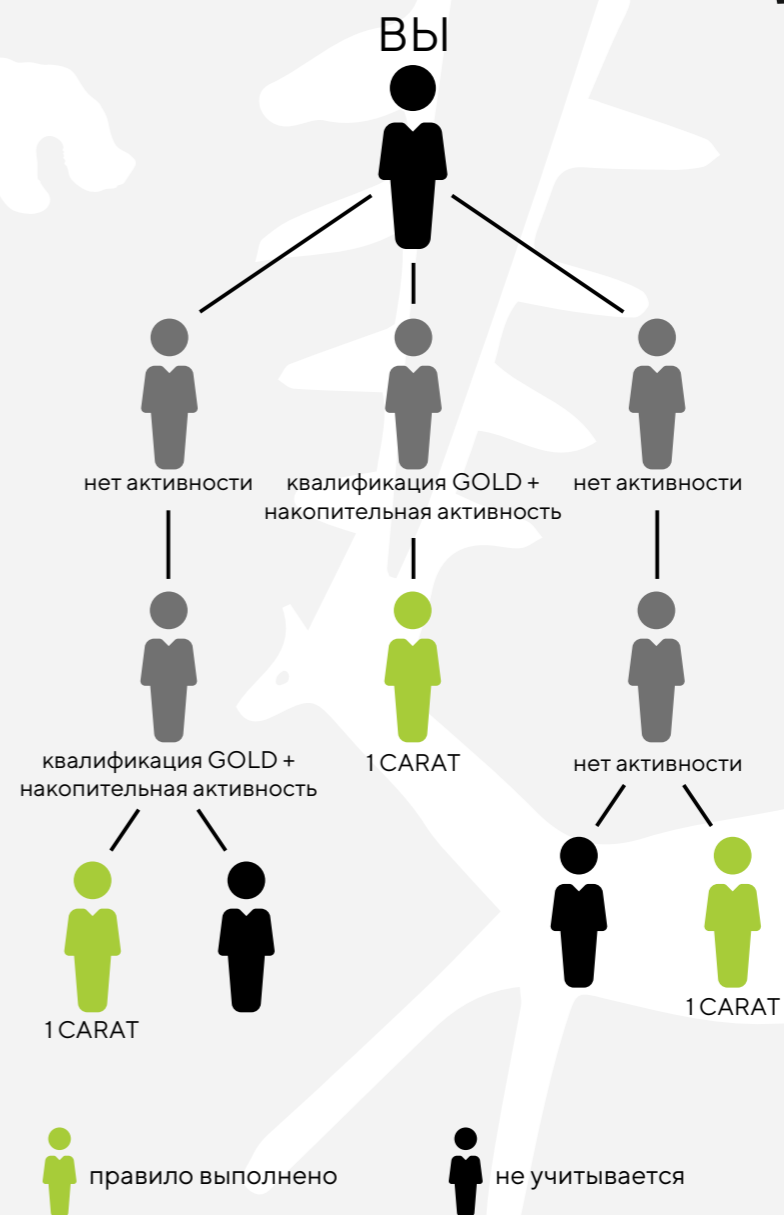 ВЫ
нет активности
квалификация GOLD +
накопительная активность
нет активности
квалификация GOLD +
накопительная активность
1 CARAT
нет активности
1 CARAT
1 CARAT
правило выполнено
не учитывается